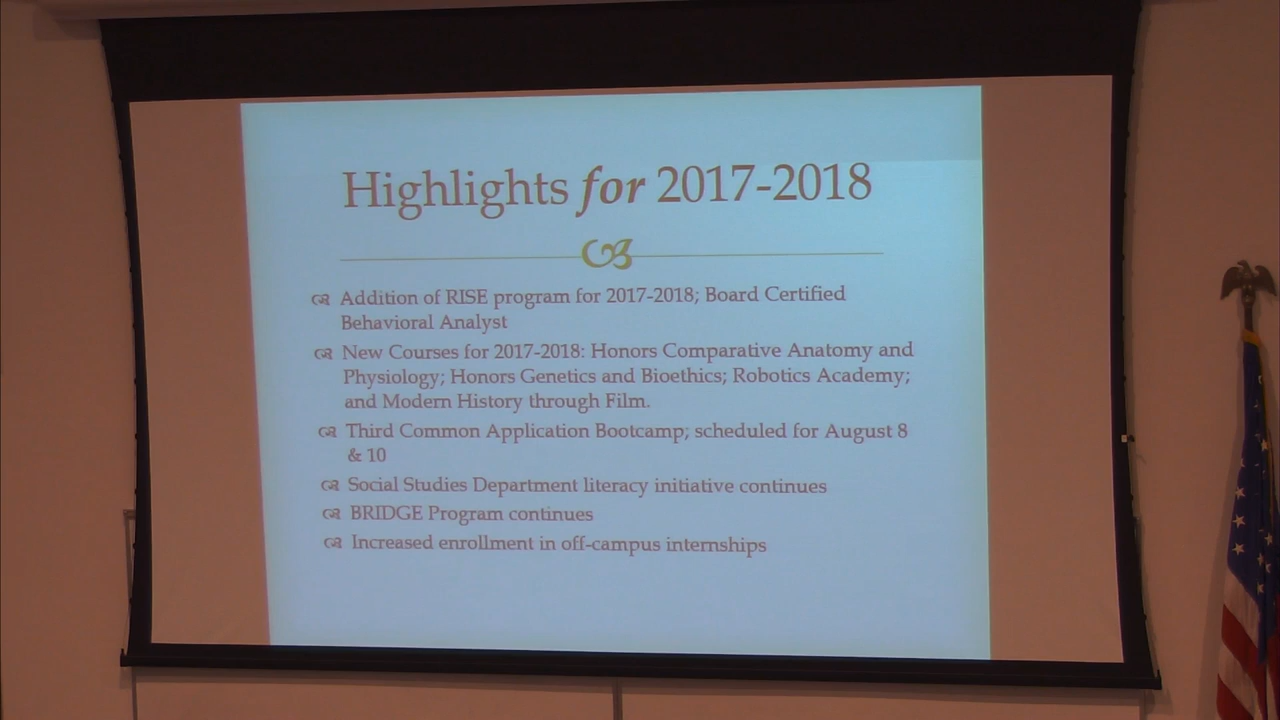 Highlights for 2017-2018
Addition of RISE program for 2017-2018; Board Certified
Behavioral Analyst
New Courses for 2017-2018: Honors Comparative Anatomy and
Physiology; Honors Genetics and Bioethics; Robotics Academy;
and Modern History through Film.
Third Common Application Bootcamp; scheduled for August 8
& 10
Social Studies Department literacy initiative continues
BRIDGE Program continues
Increased enrollment in off-campus internships